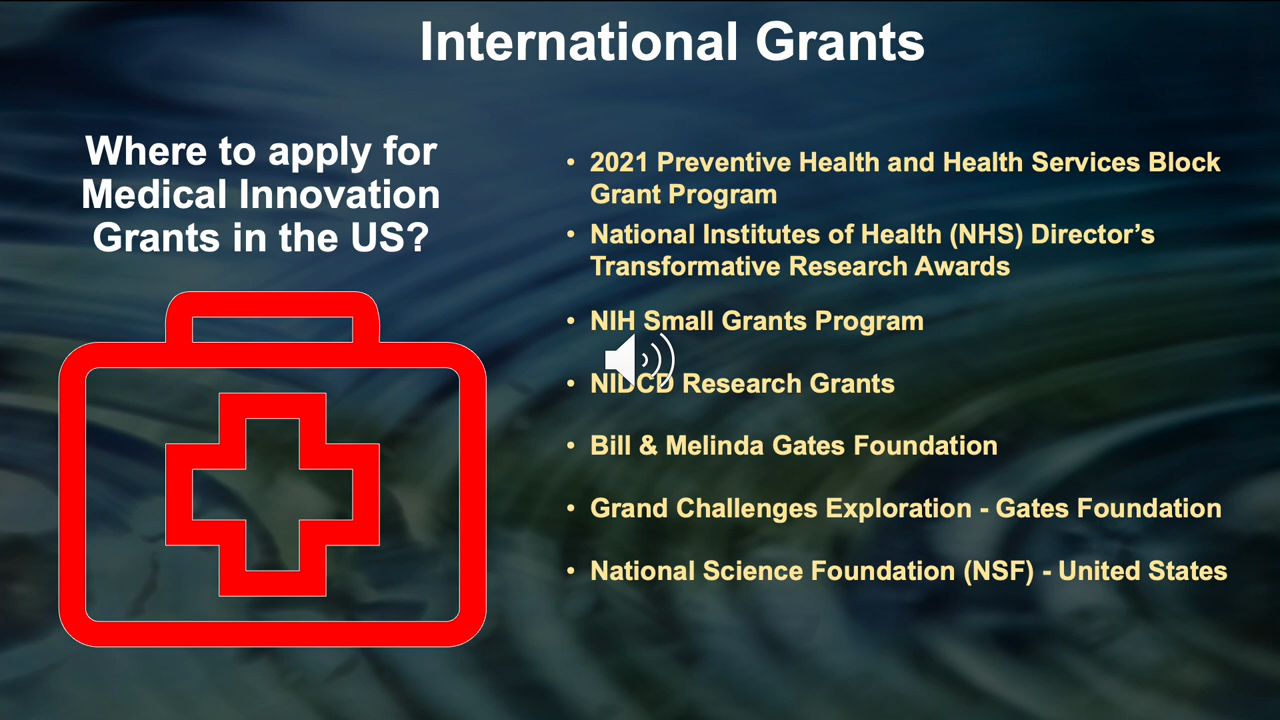 International Grants
Where to apply for
Medical Innovation
Grants in the US?
• 2021 Preventive Health and Health Services Block
Grant Program
• National Institutes of Health (NHS) Director’s
Transformative Research Awards
• NIH Small Grants Program
• NIDCD Research Grants
• Bill & Melinda Gates Foundation
• Grand Challenges Exploration - Gates Foundation
• National Science Foundation (NSF) - United States